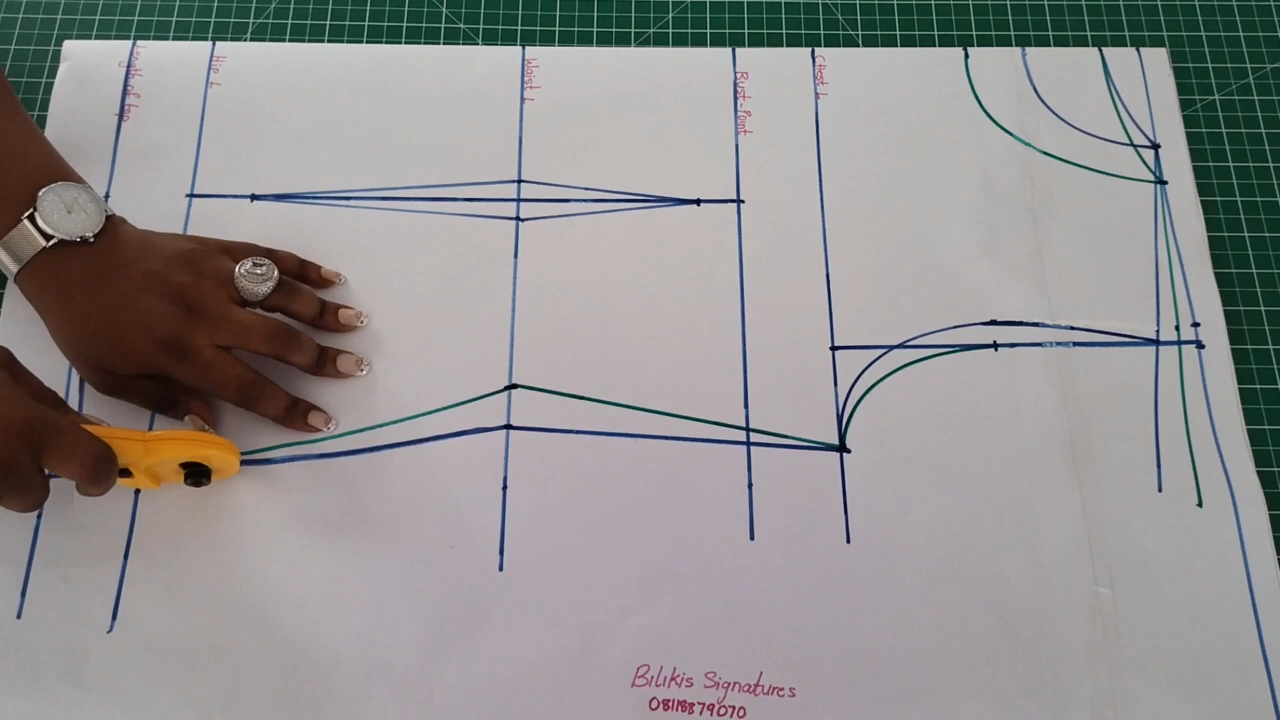 Length of top
Hip L
Waist L
Bust-Point
Chest L
Bilikis Signatures
08118879070